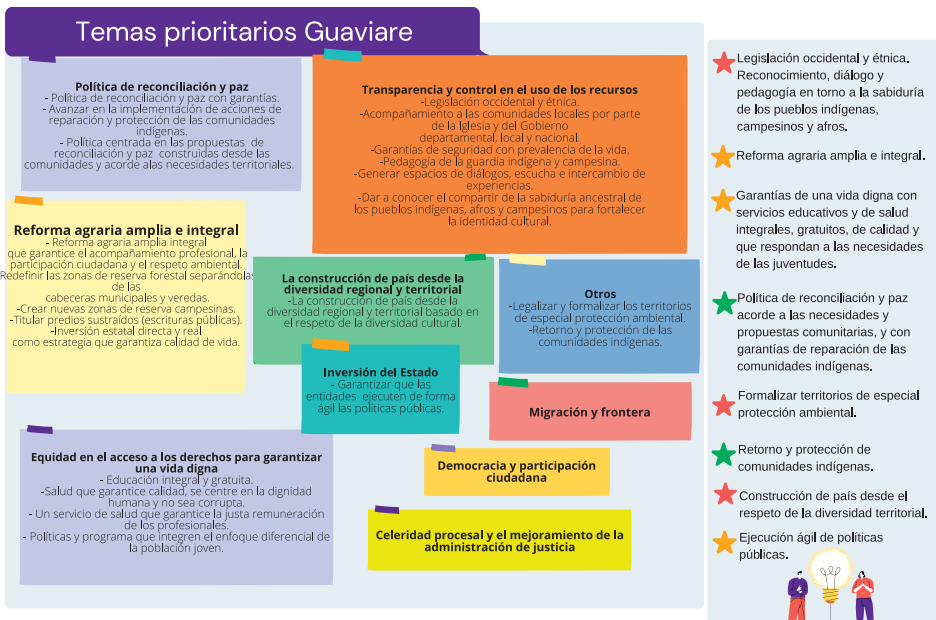 Temas prioritarios Guaviare
Política de reconciliación y paz
- Política de reconciliación y paz con garantías.
- Avanzar en la implementación de acciones de
reparación y protección de las comunidades
indígenas.
- Política centrada en las propuestas de
reconciliación y paz construidas desde las
comunidades y acorde alas necesidades territoriales.
Transparencia y control en el uso de los recursos
-Legislación occidental y étnica.
-Acompañamiento a las comunidades locales por parte
de la Iglesia y del Gobierno
departamental, local y nacional.
-Garantías de seguridad con prevalencia de la vida.
-Pedagogía de la guardia indígena y campesina.
-Generar espacios de diálogos, escucha e intercambio de
experiencias.
-Dar a conocer el compartir de la sabiduría ancestral de
los pueblos indígenas, afros y campesinos para fortalecer
la identidad cultural.
Reforma agraria amplia e integral
- Reforma agraria amplia integral
que garantice el acompañamiento profesional, la
participación ciudadana y el respeto ambiental.
Redefinir las zonas de reserva forestal separándolas
de las
cabeceras municipales y veredas.
-Crear nuevas zonas de reserva campesinas.
-Titular predios sustraídos (escrituras públicas).
-Inversión estatal directa y real
como estrategia que garantiza calidad de vida.
La construcción de país desde la
diversidad regional y territorial
-La construcción de país desde la
diversidad regional y territorial basado en
el respeto de la diversidad cultural.
Otros
-Legalizar y formalizar los territorios
de especial protección ambiental.
-Retorno y protección de las
comunidades indígenas.
Inversión del Estado
- Garantizar que las
entidades ejecuten de forma
ágil las políticas públicas.
Migración y frontera
Equidad en el acceso a los derechos para garantizar
una vida digna
- Educación integral y gratuita.
-Salud que garantice calidad, se centre en la dignidad
humana y no sea corrupta.
- Un servicio de salud que garantice la justa remuneración
de los profesionales.
- Políticas y programa que integren el enfoque diferencial de
la población joven.
Democracia y participación
ciudadana
Celeridad procesal y el mejoramiento de la
administración de justicia
Legislación occidental y étnica.
Reconocimiento, diálogo y
pedagogía en torno a la sabiduría
de los pueblos indígenas,
campesinos y afros.
Reforma agraria amplia e integral.
Garantías de una vida digna con
servicios educativos y de salud
integrales, gratuitos, de calidad y
que respondan a las necesidades
de las juventudes.
Política de reconciliación y paz
acorde a las necesidades y
propuestas comunitarias, y con
garantías de reparación de las
comunidades indígenas.
Formalizar territorios de especial
protección ambiental.
Retorno y protección de
comunidades indígenas.
Construcción de país desde el
respeto de la diversidad territorial.
Ejecución ágil de políticas
públicas.